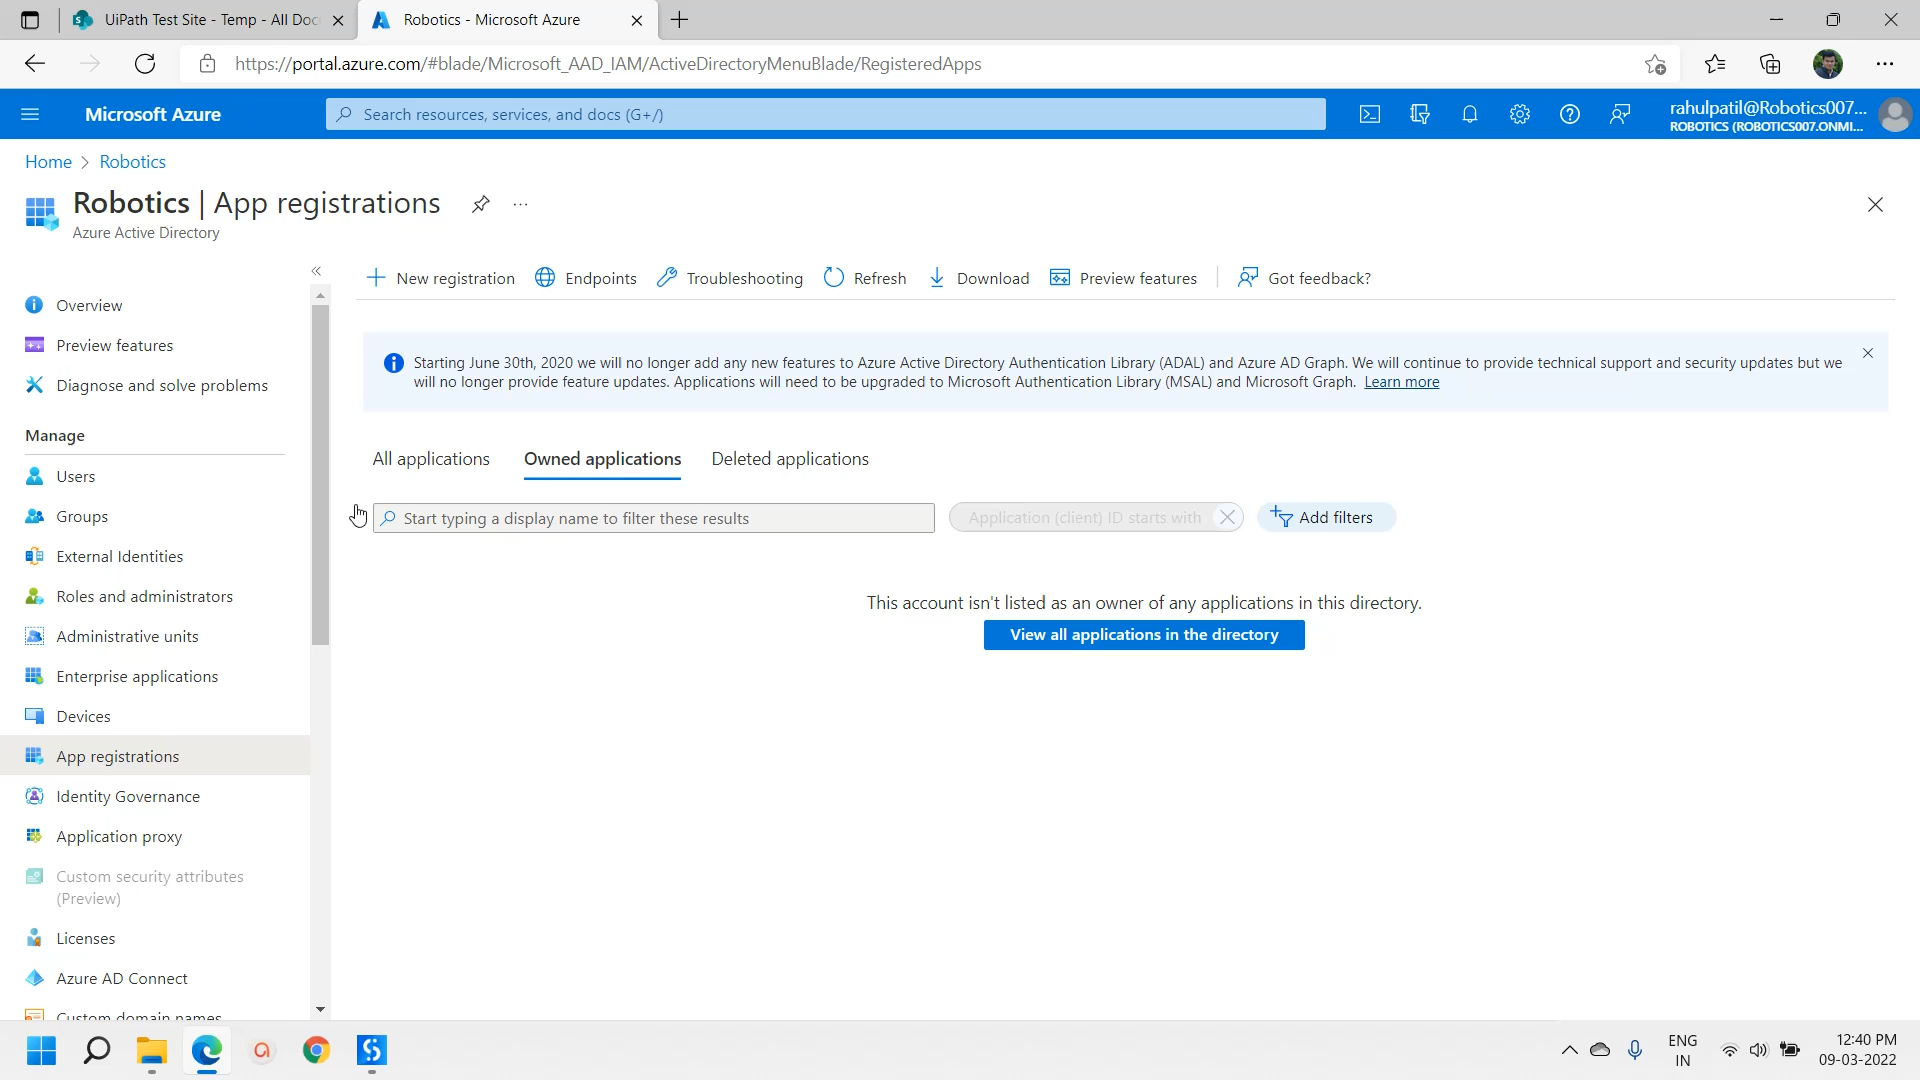 UiPath Test Site - Temp - All Doc
Robotics - Microsoft Azure
https://portal.azure.com/#blade/Microsoft_AAD_IAM/ActiveDirectoryMenuBlade/RegisteredApps
Microsoft Azure
Search resources, services, and docs (G+/)
rahulpatil@Robotics007...
ROBOTICS (ROBOTICS007.ONMI...
Home > Robotics
Robotics | App registrations
Azure Active Directory
New registration
Endpoints
Troubleshooting
Refresh
Download
Preview features
Got feedback?
Overview
Preview features
Diagnose and solve problems
Manage
Users
Groups
External Identities
Roles and administrators
Administrative units
Enterprise applications
Devices
App registrations
Identity Governance
Application proxy
Custom security attributes
(Preview)
Licenses
Azure AD Connect
Custom domain names
Starting June 30th, 2020 we will no longer add any new features to Azure Active Directory Authentication Library (ADAL) and Azure AD Graph. We will continue to provide technical support and security updates but we
will no longer provide feature updates. Applications will need to be upgraded to Microsoft Authentication Library (MSAL) and Microsoft Graph. Learn more
All applications
Owned applications
Deleted applications
Start typing a display name to filter these results
Application (client) ID starts with
Add filters
This account isn't listed as an owner of any applications in this directory.
View all applications in the directory
ENG
IN
12:40 PM
09-03-2022